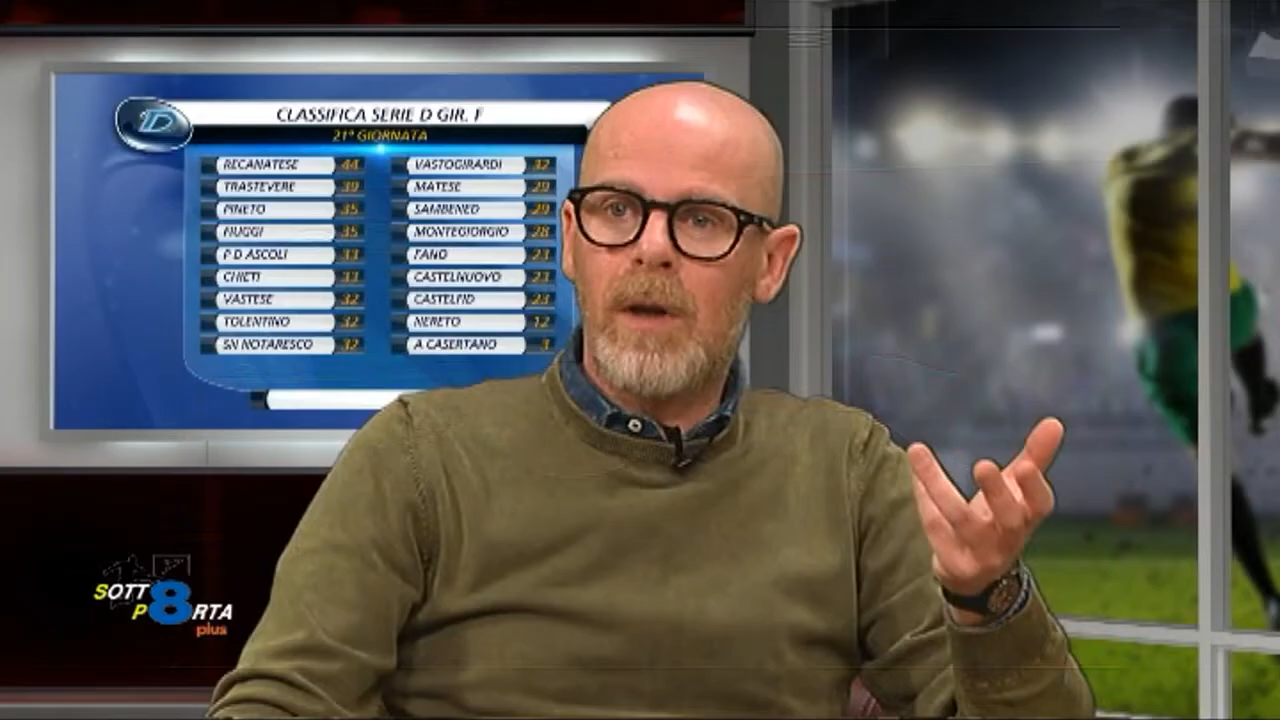 D
CLASSIFICA SERIE D GIR. F
21ª GIORNATA
RECANATESE 44
TRASTEVERE 39
PINETO 35
FIUGGI 35
P D ASCOLI 33
CHIETI 33
VASTESE 32
TOLENTINO 32
SN NOTARESCO 32
VASTOGIRARDI 32
MATESE 29
SAMBENED 29
MONTEGIORGIO 28
FANO 23
CASTELNUOVO 23
CASTELFID 23
NERETO 12
A CASERTANO 3
SOTT
P8RTA
plus